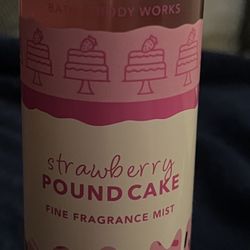 BATH & BODY WORKS
strawberry
POUND CAKE
FINE FRAGRANCE MIST